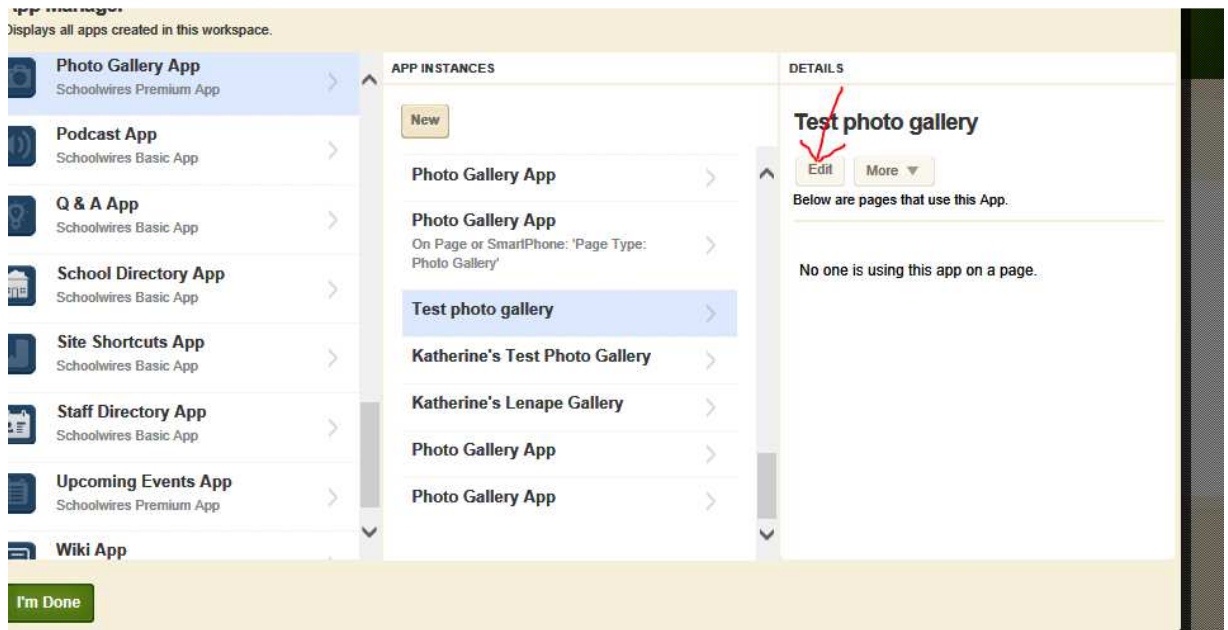 App Manager
Displays all apps created in this workspace.
Photo Gallery App
Schoolwires Premium App
Podcast App
Schoolwires Basic App
Q & A App
Schoolwires Basic App
School Directory App
Schoolwires Basic App
Site Shortcuts App
Schoolwires Basic App
Staff Directory App
Schoolwires Basic App
Upcoming Events App
Schoolwires Premium App
Wiki App
I'm Done
APP INSTANCES
New
Photo Gallery App
Photo Gallery App
On Page or SmartPhone: 'Page Type:
Photo Gallery'
Test photo gallery
Katherine's Test Photo Gallery
Katherine's Lenape Gallery
Photo Gallery App
Photo Gallery App
DETAILS
Test photo gallery
Edit More ▼
Below are pages that use this App.
No one is using this app on a page.